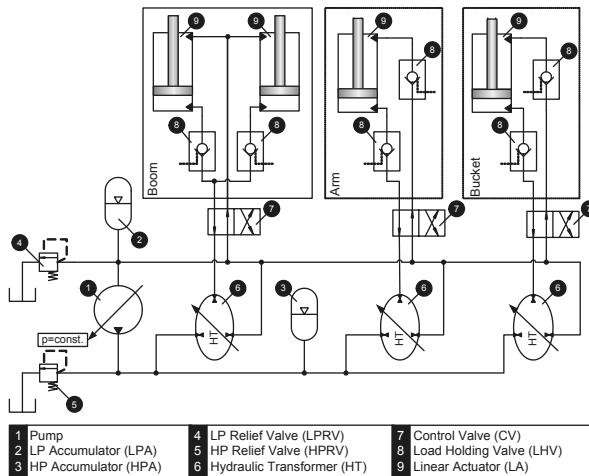 9 9 9 9
8 8
8 8 8 8
Boom Arm Bucket
7 7 7
2
4
1 6 3 6 6
HT HT HT
p=const.
5
1 Pump
2 LP Accumulator (LPA)
3 HP Accumulator (HPA)
4 LP Relief Valve (LPRV)
5 HP Relief Valve (HPRV)
6 Hydraulic Transformer (HT)
7 Control Valve (CV)
8 Load Holding Valve (LHV)
9 Linear Actuator (LA)